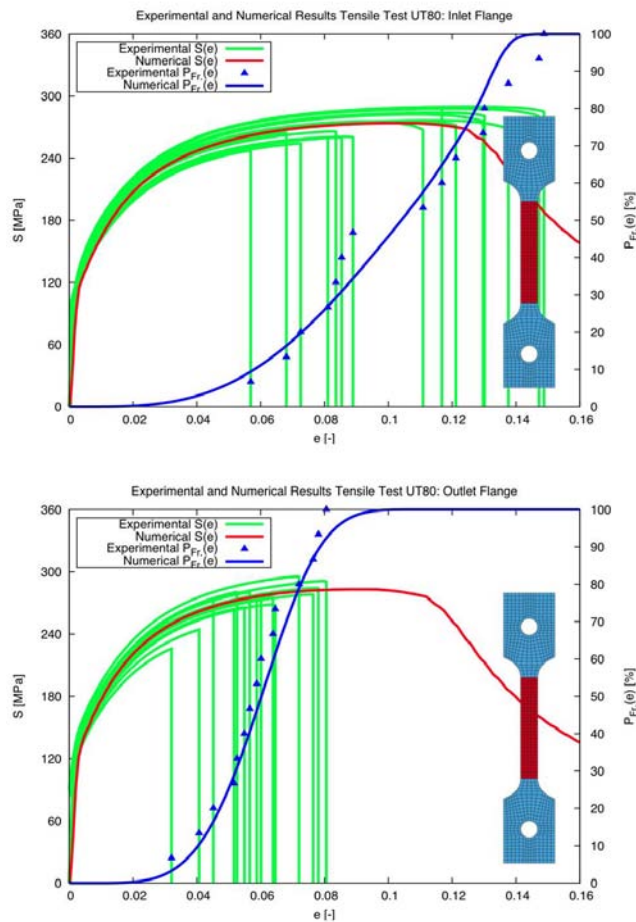 Experimental and Numerical Results Tensile Test UT80: Inlet Flange
Experimental S(e)
Numerical S(e)
Experimental P_Fr.(e)
Numerical P_Fr.(e)
360
300
240
180
120
60
0
S [MPa]
100
90
80
70
60
50
40
30
20
10
0
P_Fr.(e) [%]
0 0.02 0.04 0.06 0.08 0.1 0.12 0.14 0.16
e [-]
Experimental and Numerical Results Tensile Test UT80: Outlet Flange
Experimental S(e)
Numerical S(e)
Experimental P_Fr.(e)
Numerical P_Fr.(e)
360
300
240
180
120
60
0
S [MPa]
100
90
80
70
60
50
40
30
20
10
0
P_Fr.(e) [%]
0 0.02 0.04 0.06 0.08 0.1 0.12 0.14 0.16
e [-]